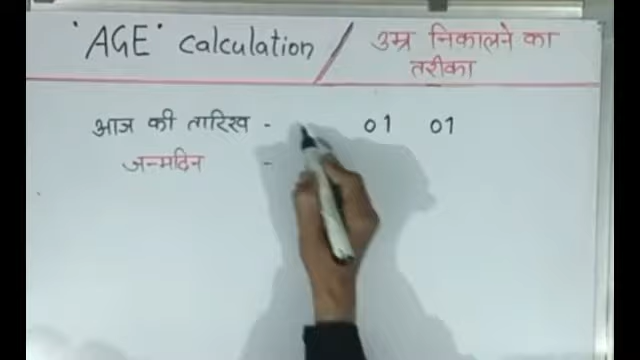 'AGE' Calculation / उम्र निकालने का
तरीका
आज की तारिख - 01 01
जन्मदिन -